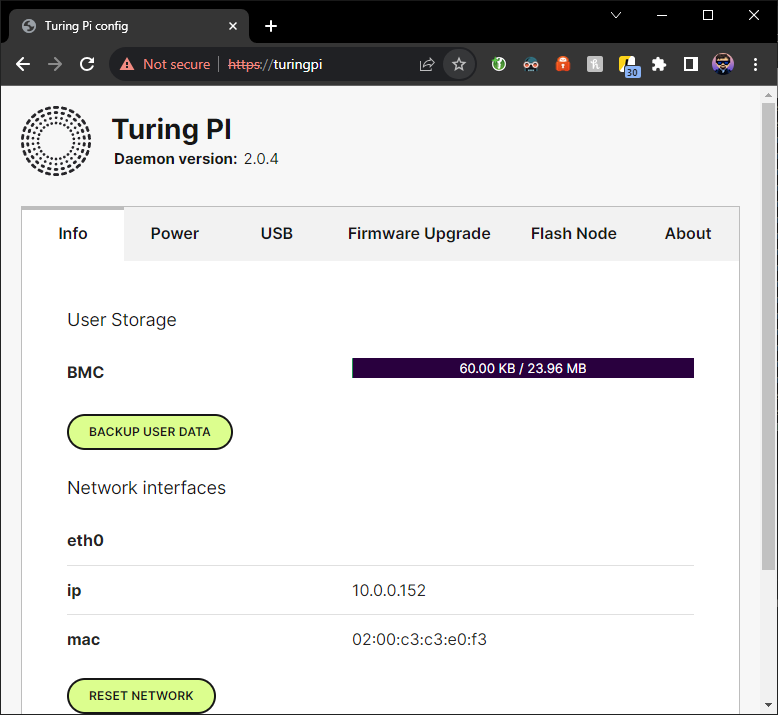 Turing Pi config
Not secure | https://turingpi
30
Turing PI
Daemon version: 2.0.4
Info Power USB Firmware Upgrade Flash Node About
User Storage
BMC 60.00 KB / 23.96 MB
BACKUP USER DATA
Network interfaces
eth0
ip 10.0.0.152
mac 02:00:c3:c3:e0:f3
RESET NETWORK